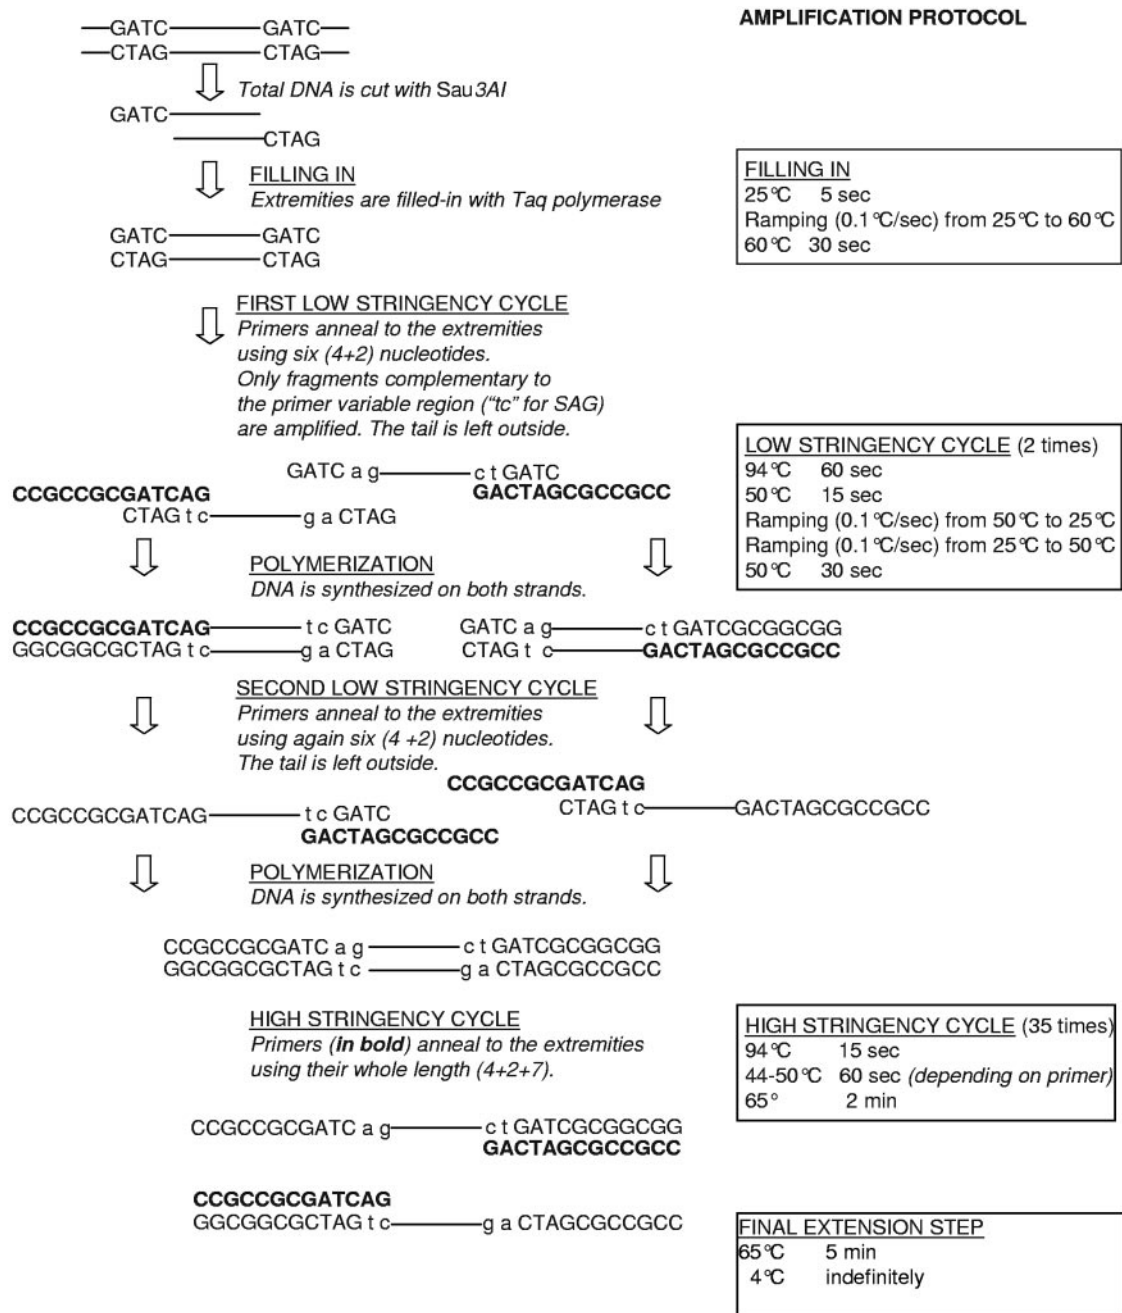 AMPLIFICATION PROTOCOL
GATC GATC
CTAG CTAG
Total DNA is cut with Sau3AI
GATC
CTAG
FILLING IN
Extremities are filled-in with Taq polymerase
GATC GATC
CTAG CTAG
FILLING IN
25°C 5 sec
Ramping (0.1°C/sec) from 25°C to 60°C
60°C 30 sec
FIRST LOW STRINGENCY CYCLE
Primers anneal to the extremities
using six (4+2) nucleotides.
Only fragments complementary to
the primer variable region ("tc" for SAG)
are amplified. The tail is left outside.
GATC a g c t GATC
CCGCCGCGATCAG GACTAGCGCCGCC
CTAG t c g a CTAG
LOW STRINGENCY CYCLE (2 times)
94°C 60 sec
50°C 15 sec
Ramping (0.1°C/sec) from 50°C to 25°C
Ramping (0.1°C/sec) from 25°C to 50°C
50°C 30 sec
POLYMERIZATION
DNA is synthesized on both strands.
CCGCCGCGATCAG t c GATC GATC a g c t GATCGCGGCGG
GGCGGCGCTAG t c g a CTAG CTAG t c GACTAGCGCCGCC
SECOND LOW STRINGENCY CYCLE
Primers anneal to the extremities
using again six (4 +2) nucleotides.
The tail is left outside.
CCGCCGCGATCAG
CCGCCGCGATCAG t c GATC CTAG t c GACTAGCGCCGCC
GACTAGCGCCGCC
POLYMERIZATION
DNA is synthesized on both strands.
CCGCCGCGATC a g c t GATCGCGGCGG
GGCGGCGCTAG t c g a CTAGCGCCGCC
HIGH STRINGENCY CYCLE
Primers (in bold) anneal to the extremities
using their whole length (4+2+7).
HIGH STRINGENCY CYCLE (35 times)
94°C 15 sec
44-50°C 60 sec (depending on primer)
65° 2 min
CCGCCGCGATC a g c t GATCGCGGCGG
GACTAGCGCCGCC
CCGCCGCGATCAG
GGCGGCGCTAG t c g a CTAGCGCCGCC
FINAL EXTENSION STEP
65°C 5 min
4°C indefinitely